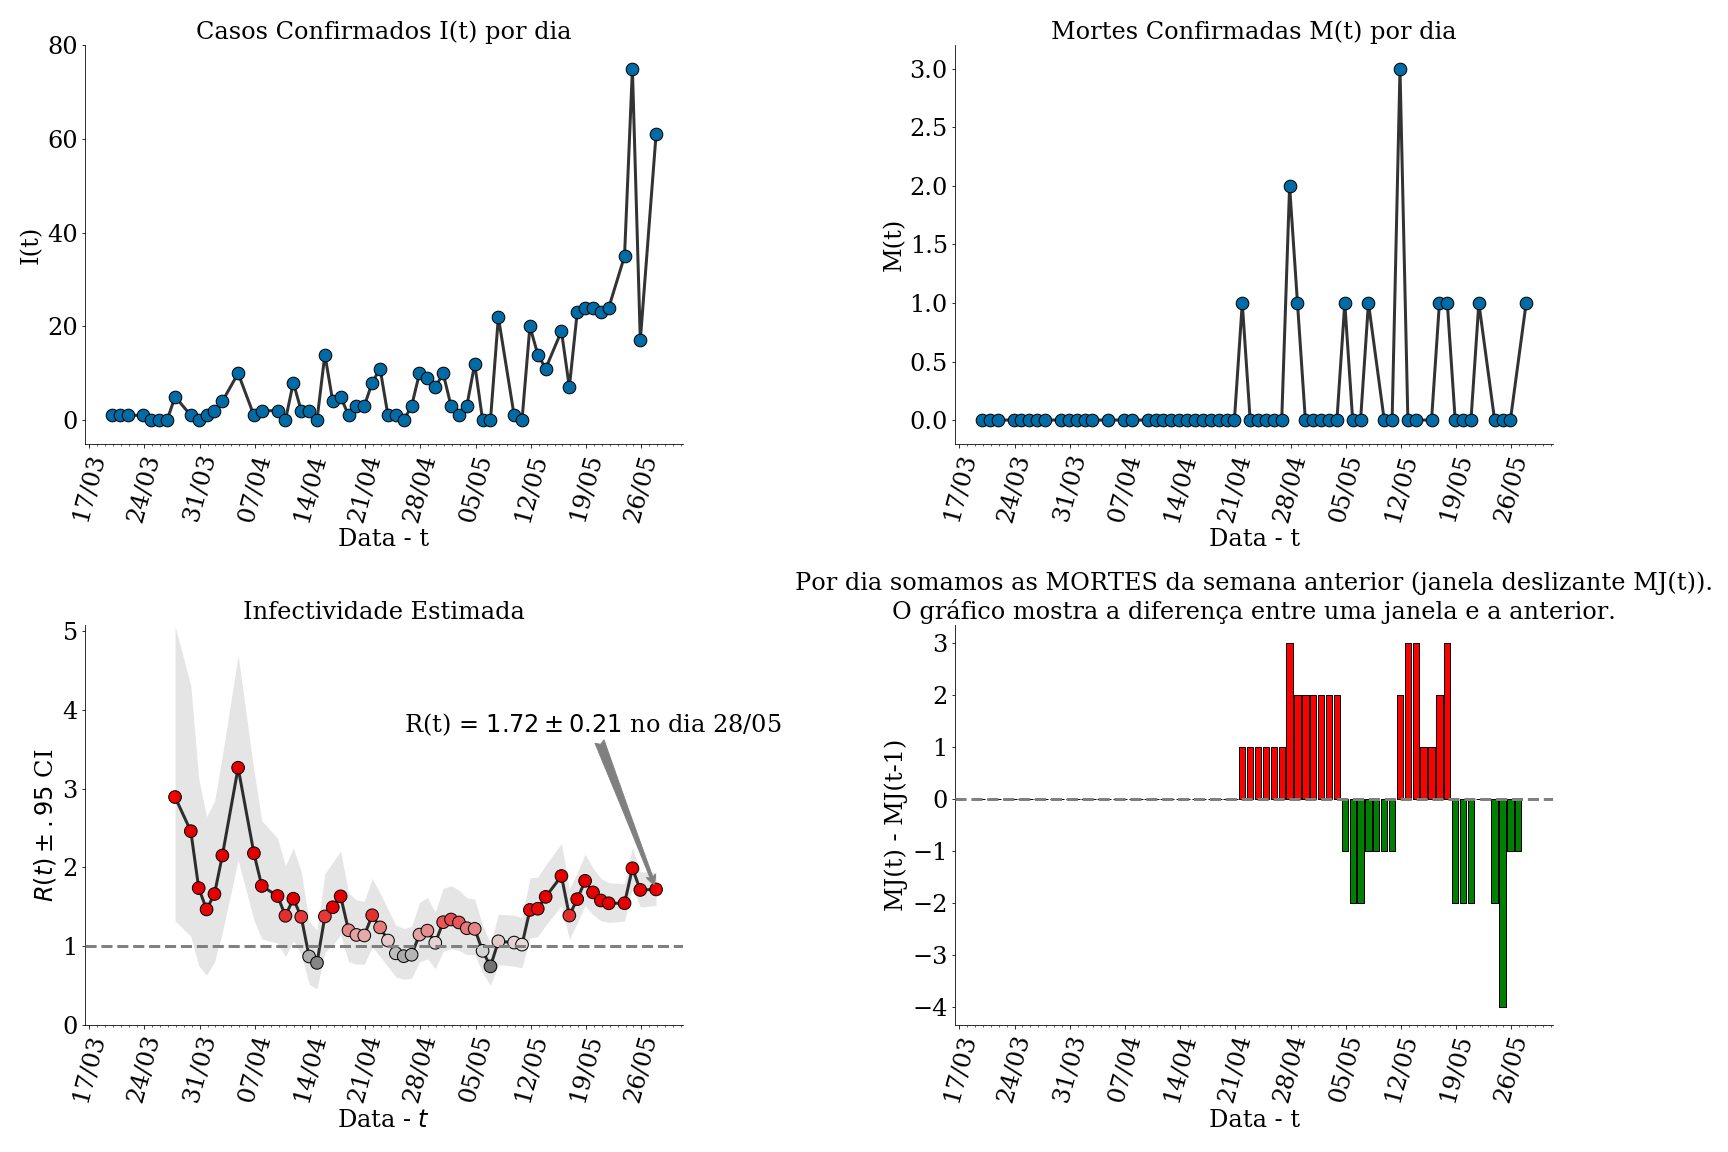 Casos Confirmados I(t) por dia
80
60
40
20
0
I(t)
17/03 24/03 31/03 07/04 14/04 21/04 28/04 05/05 12/05 19/05 26/05
Data - t
Mortes Confirmadas M(t) por dia
3.0
2.5
2.0
1.5
1.0
0.5
0.0
M(t)
17/03 24/03 31/03 07/04 14/04 21/04 28/04 05/05 12/05 19/05 26/05
Data - t
Infectividade Estimada
5
4
3
2
1
0
R(t) ± .95 CI
R(t) = 1.72 ± 0.21 no dia 28/05
17/03 24/03 31/03 07/04 14/04 21/04 28/04 05/05 12/05 19/05 26/05
Data - t
Por dia somamos as MORTES da semana anterior (janela deslizante MJ(t)).
O gráfico mostra a diferença entre uma janela e a anterior.
3
2
1
0
−1
−2
−3
−4
MJ(t) - MJ(t-1)
17/03 24/03 31/03 07/04 14/04 21/04 28/04 05/05 12/05 19/05 26/05
Data - t